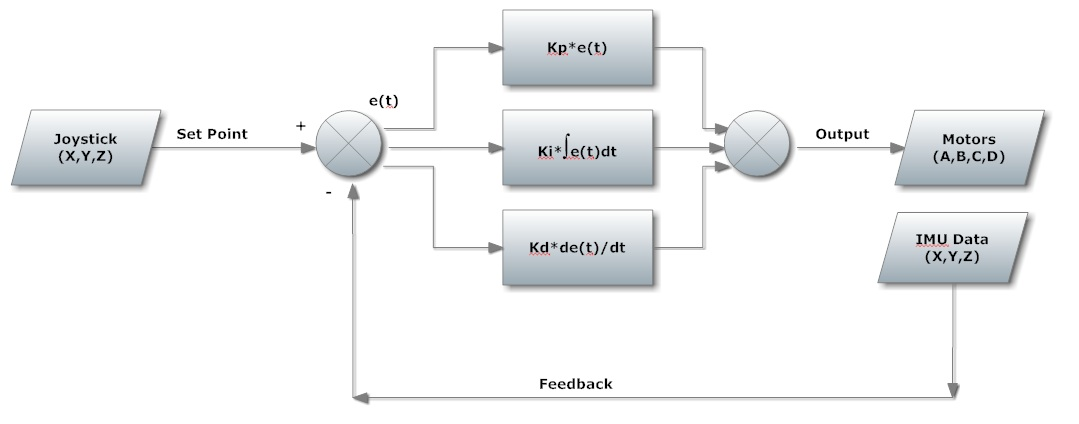 Kp*e(t)
e(t)
Joystick
(X,Y,Z)
Set Point
+
Ki*∫e(t)dt
Output
Motors
(A,B,C,D)
-
Kd*de(t)/dt
IMU Data
(X,Y,Z)
Feedback